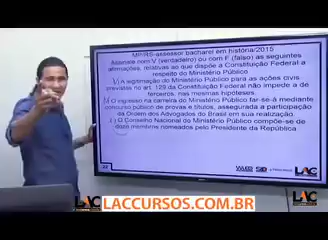 MP/RS-assessor bacharel em história/2015
Assinale com V (verdadeiro) ou com F (falso) as seguintes
afirmações, relativas ao que dispõe a Constituição Federal a
respeito do Ministério Público
A legitimação do Ministério Público para as ações civis
previstas no art. 129 da Constituição Federal não impede a de
terceiros, nas mesmas hipóteses.
O ingresso na carreira do Ministério Público far-se-á mediante
concurso público de provas e títulos, assegurada a participação
da Ordem dos Advogados do Brasil em sua realização.
( ) O Conselho Nacional do Ministério Público compõe-se de
doze membros nomeados pelo Presidente da República
LAC
LAC
LACCURSOS.COM.BR